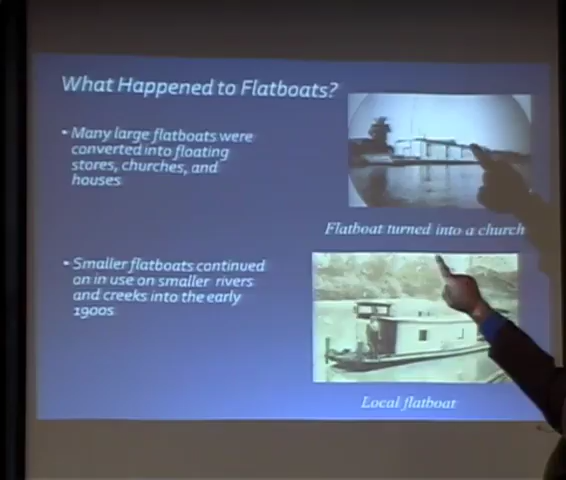 What Happened to Flatboats?
• Many large flatboats were
converted into floating
stores, churches, and
houses
Flatboat turned into a church
• Smaller flatboats continued
on in use on smaller rivers
and creeks into the early
1900s
Local flatboat